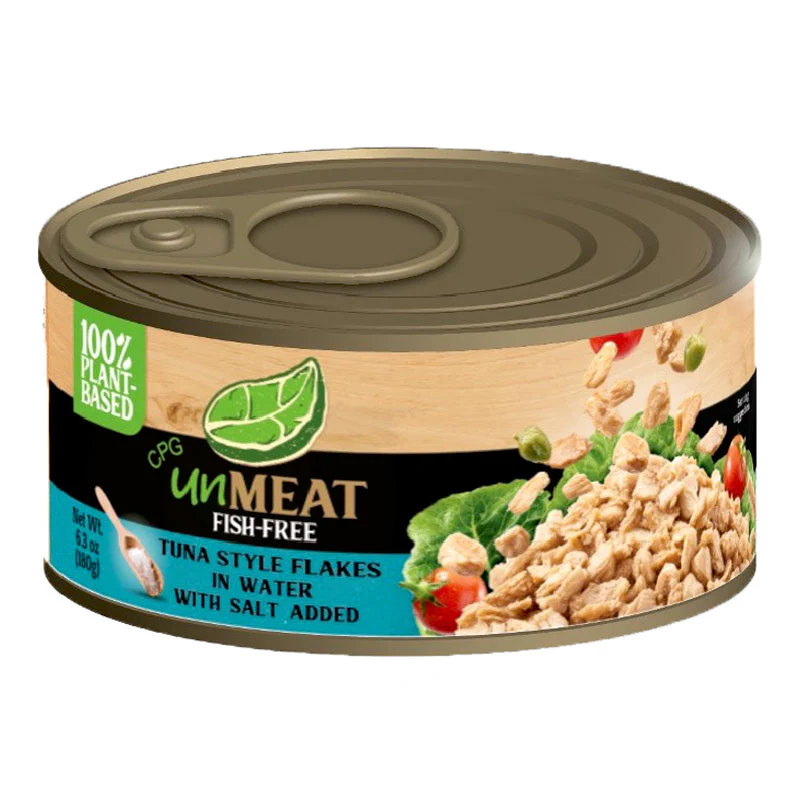 100%
PLANT-
BASED
CPG
unMEAT
FISH-FREE
Net Wt.
6.3 oz
(180g)
TUNA STYLE FLAKES
IN WATER
WITH SALT ADDED